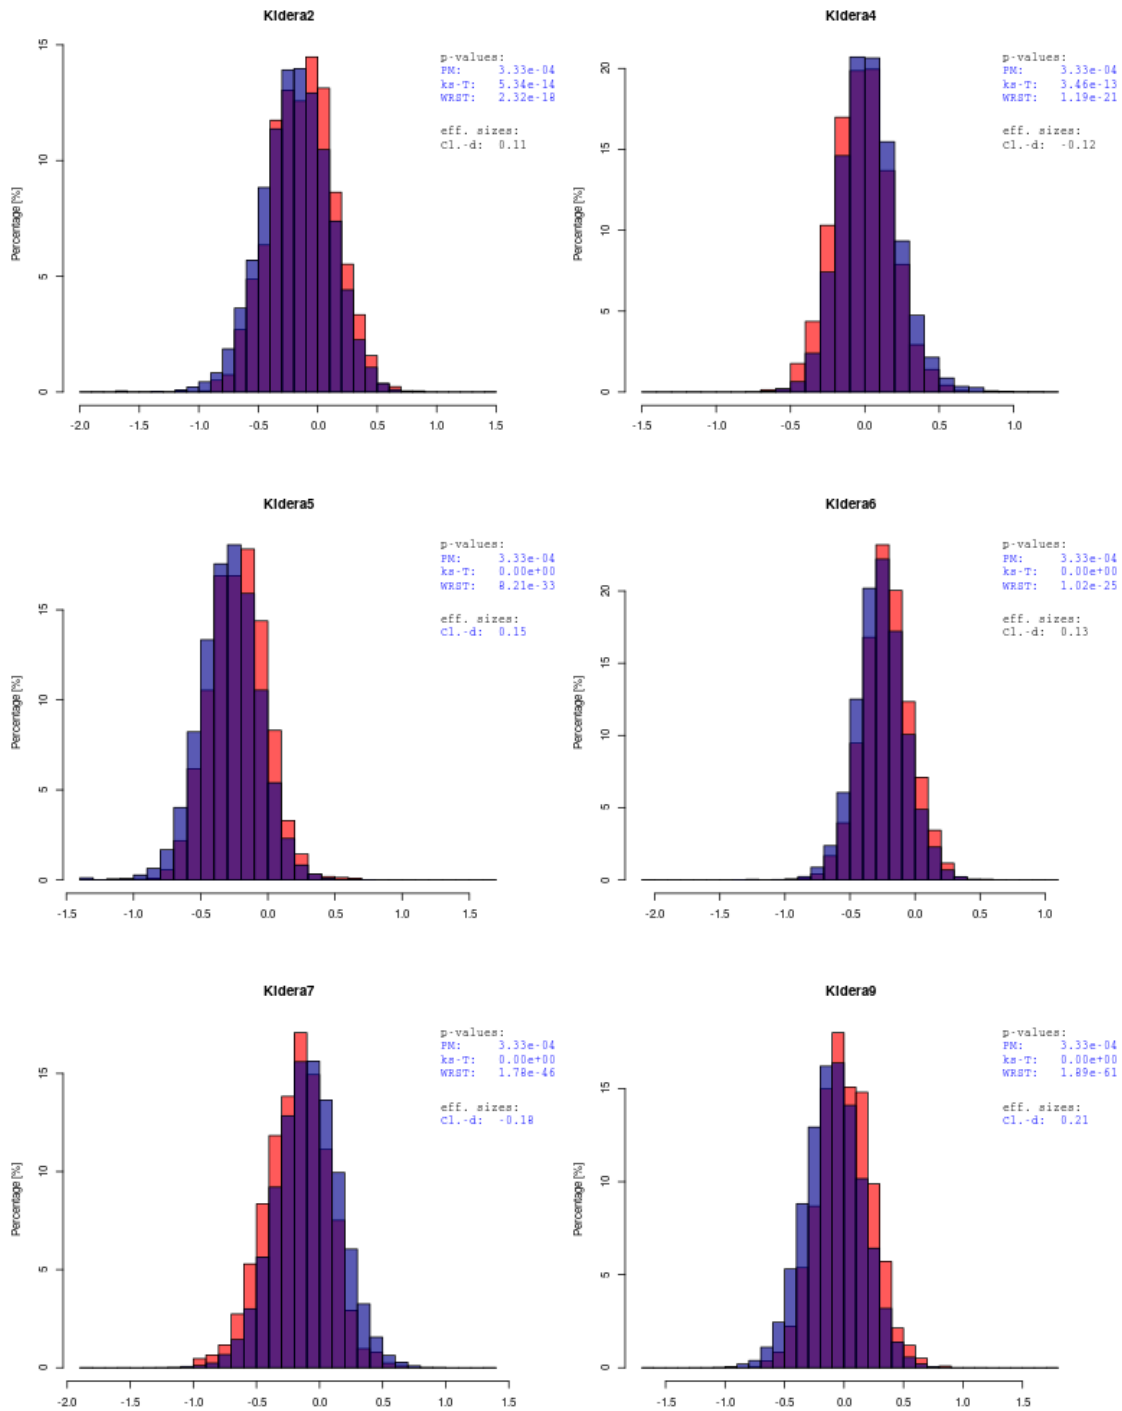 KIdera2
p-values:
PM: 3.33e-04
ks-T: 5.34e-14
WRST: 2.32e-18
eff. sizes:
Cl.-d: 0.11
Percentage [%]
0 5 10 15
-2.0 -1.5 -1.0 -0.5 0.0 0.5 1.0 1.5
KIdera4
p-values:
PM: 3.33e-04
ks-T: 3.46e-13
WRST: 1.19e-21
eff. sizes:
Cl.-d: -0.12
Percentage [%]
0 5 10 15 20
-1.5 -1.0 -0.5 0.0 0.5 1.0
KIdera5
p-values:
PM: 3.33e-04
ks-T: 0.00e+00
WRST: 8.21e-33
eff. sizes:
Cl.-d: 0.15
Percentage [%]
0 5 10 15
-1.5 -1.0 -0.5 0.0 0.5 1.0 1.5
KIdera6
p-values:
PM: 3.33e-04
ks-T: 0.00e+00
WRST: 1.02e-25
eff. sizes:
Cl.-d: 0.13
Percentage [%]
0 5 10 15 20
-2.0 -1.5 -1.0 -0.5 0.0 0.5 1.0
KIdera7
p-values:
PM: 3.33e-04
ks-T: 0.00e+00
WRST: 1.78e-46
eff. sizes:
Cl.-d: -0.18
Percentage [%]
0 5 10 15
-2.0 -1.5 -1.0 -0.5 0.0 0.5 1.0 1.5
KIdera9
p-values:
PM: 3.33e-04
ks-T: 0.00e+00
WRST: 1.89e-61
eff. sizes:
Cl.-d: 0.21
Percentage [%]
0 5 10 15
-1.5 -1.0 -0.5 0.0 0.5 1.0 1.5